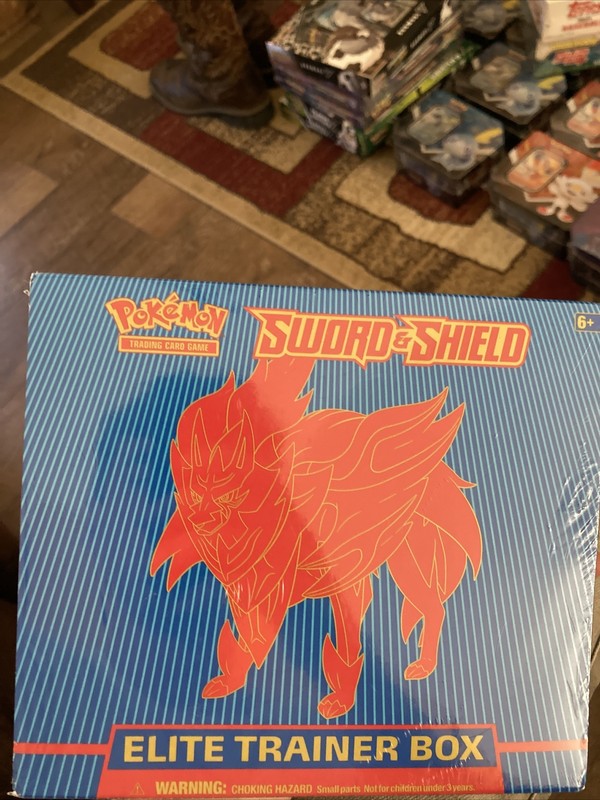 POKéMON
TRADING CARD GAME
SWORD & SHIELD
6+
ELITE TRAINER BOX
⚠ WARNING: CHOKING HAZARD Small parts Not for children under 3 years.